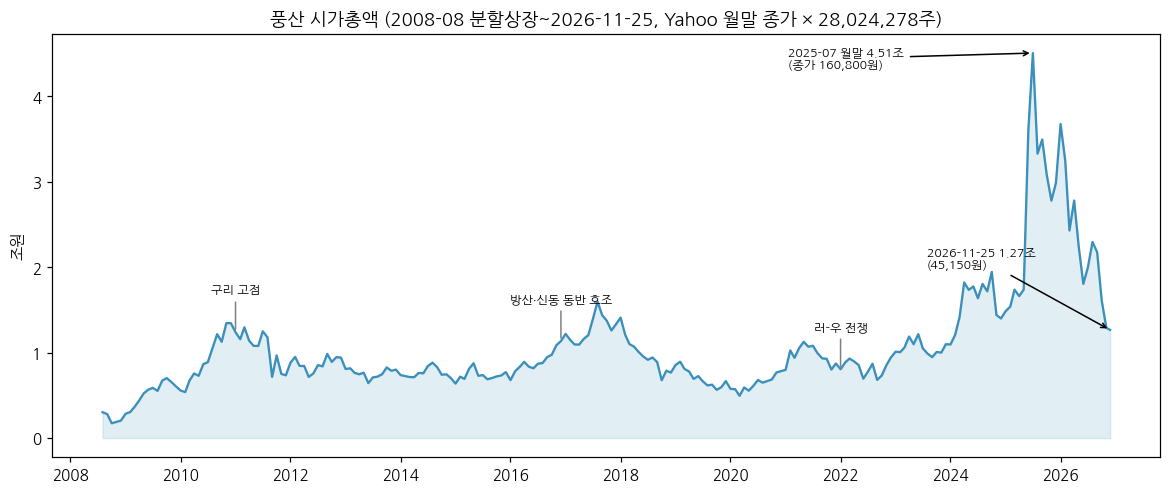 풍산 시가총액 (2008-08 분할상장~2026-11-25, Yahoo 월말 종가 × 28,024,278주)
2025-07 월말 4.51조
(종가 160,800원)
2026-11-25 1.27조
(45,150원)
구리 고점
방산·신동 동반 호조
러-우 전쟁
조원
4
3
2
1
0
2008
2010
2012
2014
2016
2018
2020
2022
2024
2026